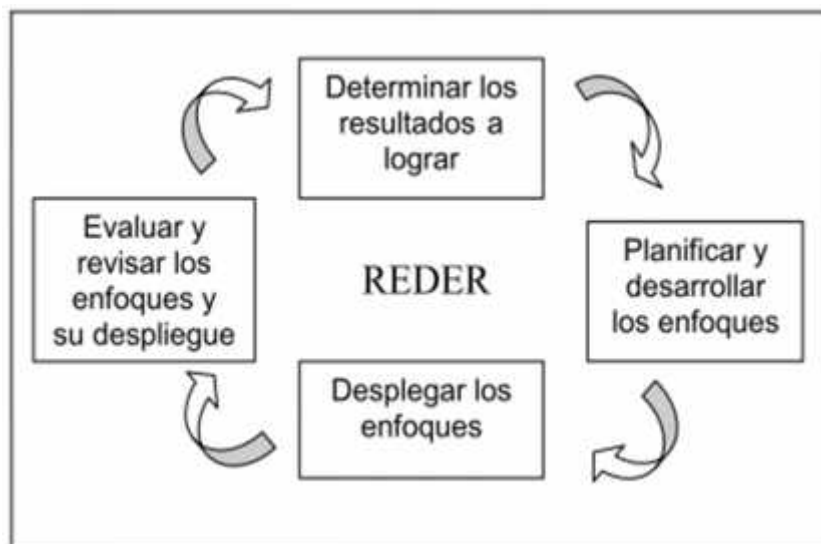 Determinar los
resultados a
lograr
Evaluar y
revisar los
enfoques y
su despliegue
REDER
Planificar y
desarrollar
los enfoques
Desplegar los
enfoques